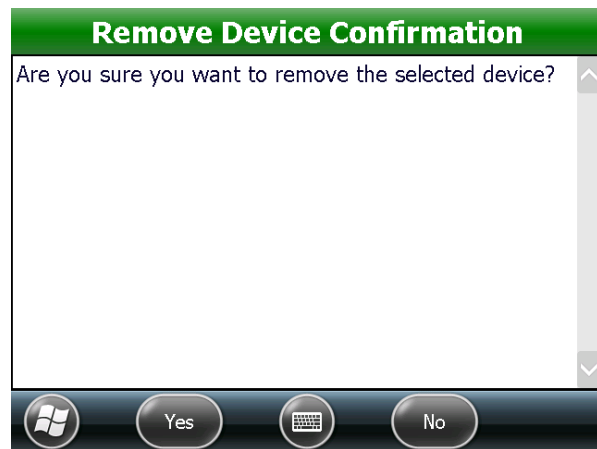 Remove Device Confirmation
Are you sure you want to remove the selected device?
Yes
No